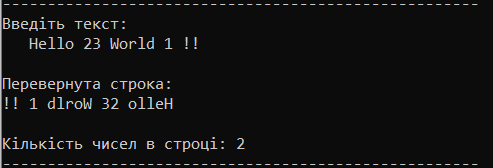 --------------------------------------------------
Введіть текст:
   Hello 23 World 1 !!
Перевернута строка:
!! 1 dlroW 32 olleH
Кількість чисел в строці: 2
--------------------------------------------------